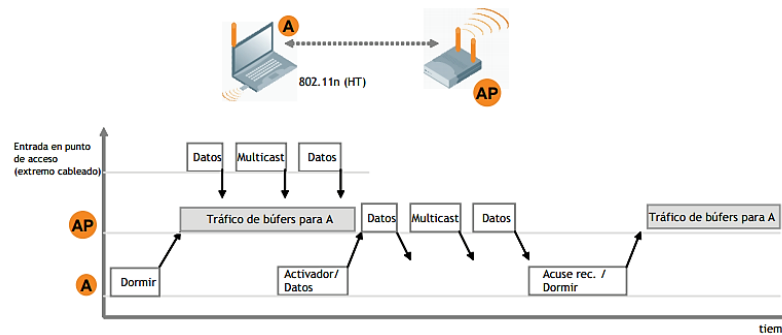 A
802.11n (HT)
AP
Entrada en punto
de acceso
(extremo cableado)
Datos
Multicast
Datos
AP
Tráfico de búfers para A
Datos
Multicast
Datos
Tráfico de búfers para A
A
Dormir
Activador/
Datos
Acuse rec. /
Dormir
tiem